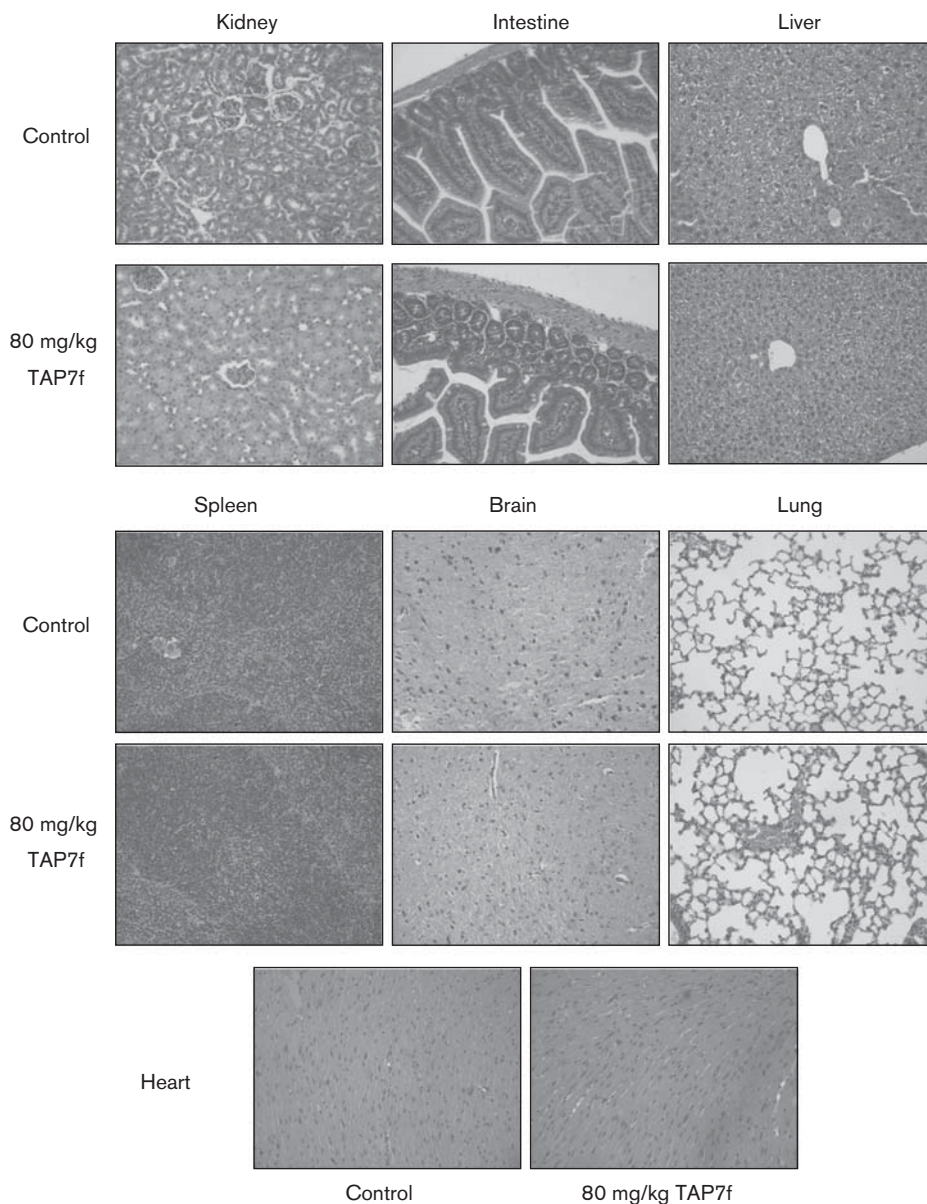 Kidney Intestine Liver
Control
80 mg/kg
TAP7f
Spleen Brain Lung
Control
80 mg/kg
TAP7f
Heart
Control 80 mg/kg TAP7f